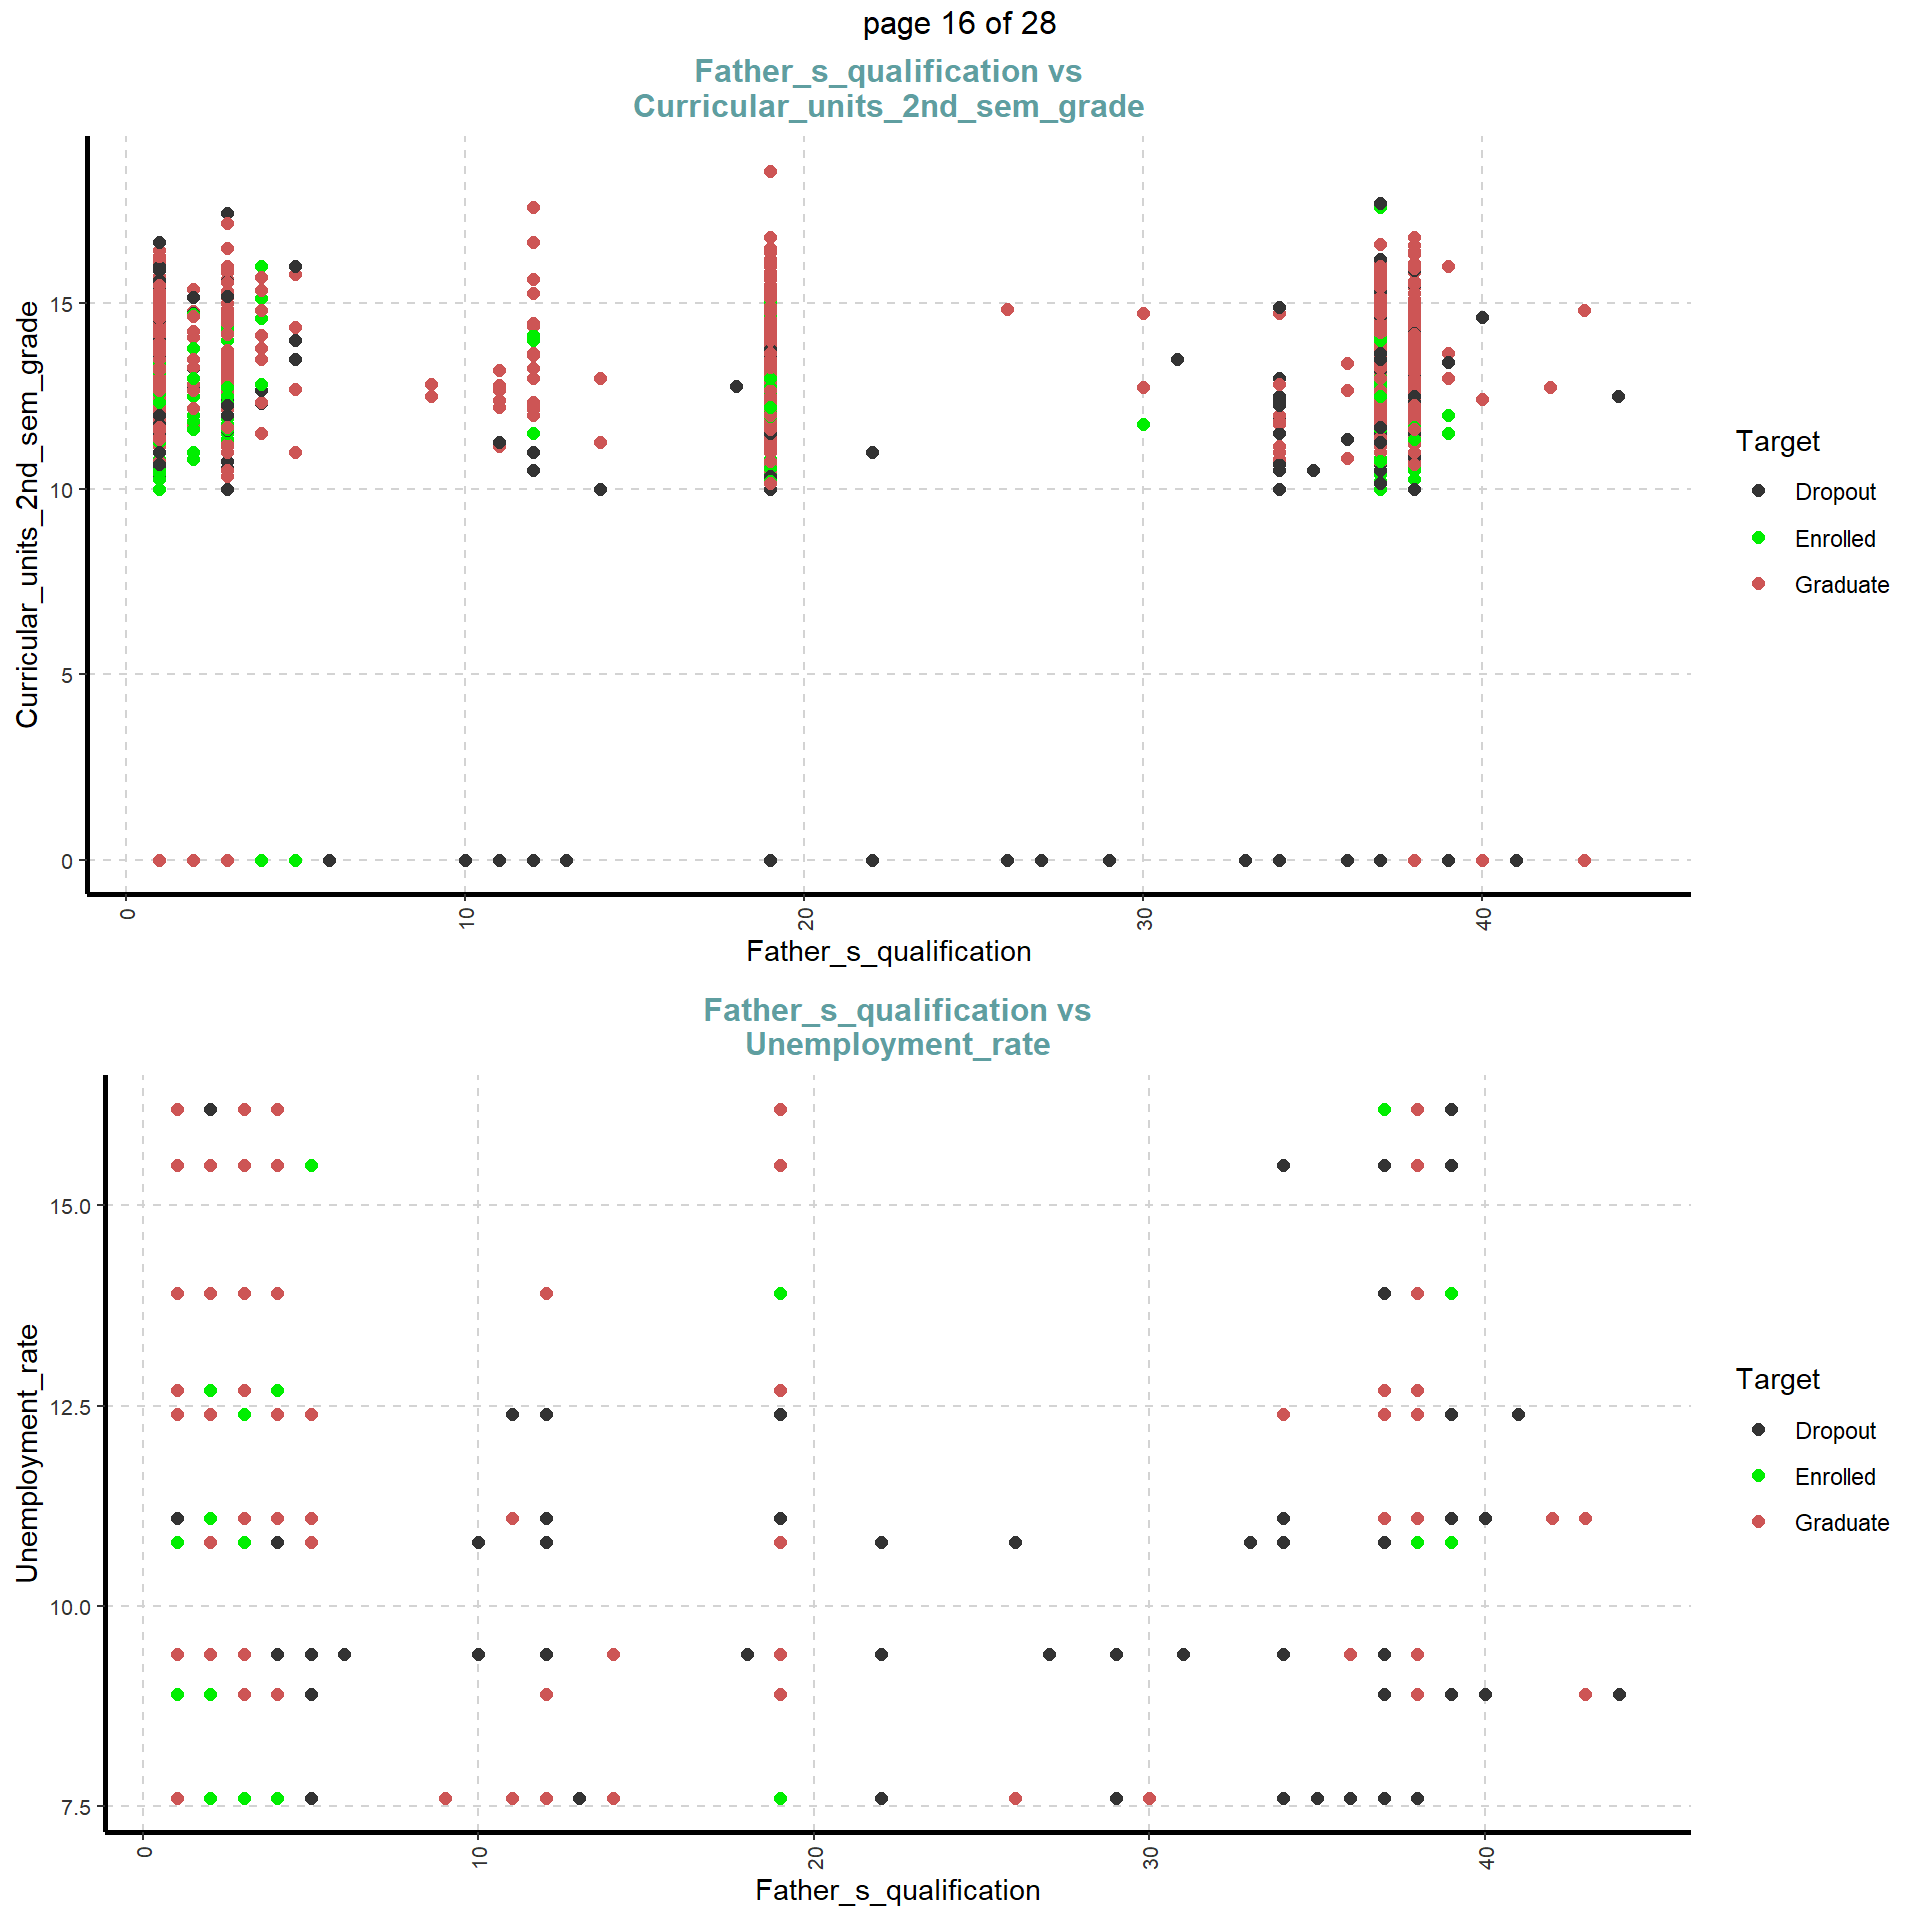 page 16 of 28
Father_s_qualification vs
Curricular_units_2nd_sem_grade
Curricular_units_2nd_sem_grade
15
10
5
0
0
10
20
30
40
Father_s_qualification
Target
Dropout
Enrolled
Graduate
Father_s_qualification vs
Unemployment_rate
Unemployment_rate
15.0
12.5
10.0
7.5
0
10
20
30
40
Father_s_qualification
Target
Dropout
Enrolled
Graduate